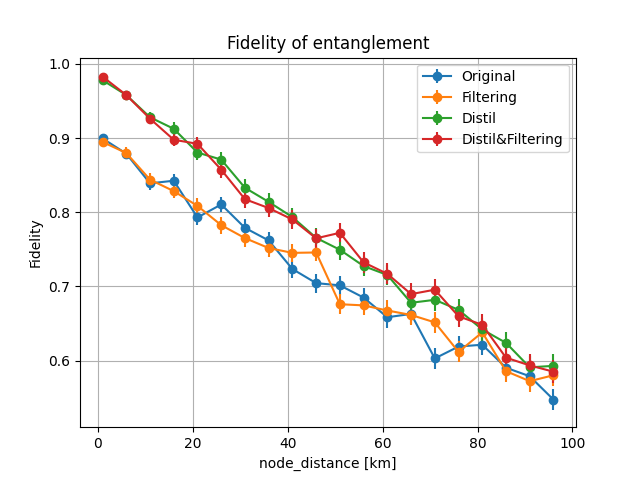 Fidelity of entanglement
Original
Filtering
Distil
Distil&Filtering
Fidelity
1.0
0.9
0.8
0.7
0.6
0
20
40
60
80
100
node_distance [km]